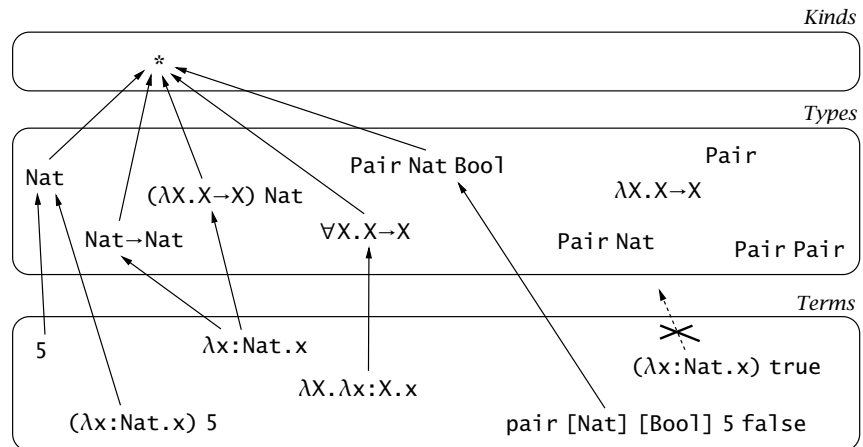 Kinds
*
Types
Pair
Pair Nat Bool
Nat
(λX.X→X) Nat
λX.X→X
Nat→Nat
∀X.X→X
Pair Nat
Pair Pair
Terms
5
λx:Nat.x
(λx:Nat.x) true
λX.λx:X.x
(λx:Nat.x) 5
pair [Nat] [Bool] 5 false